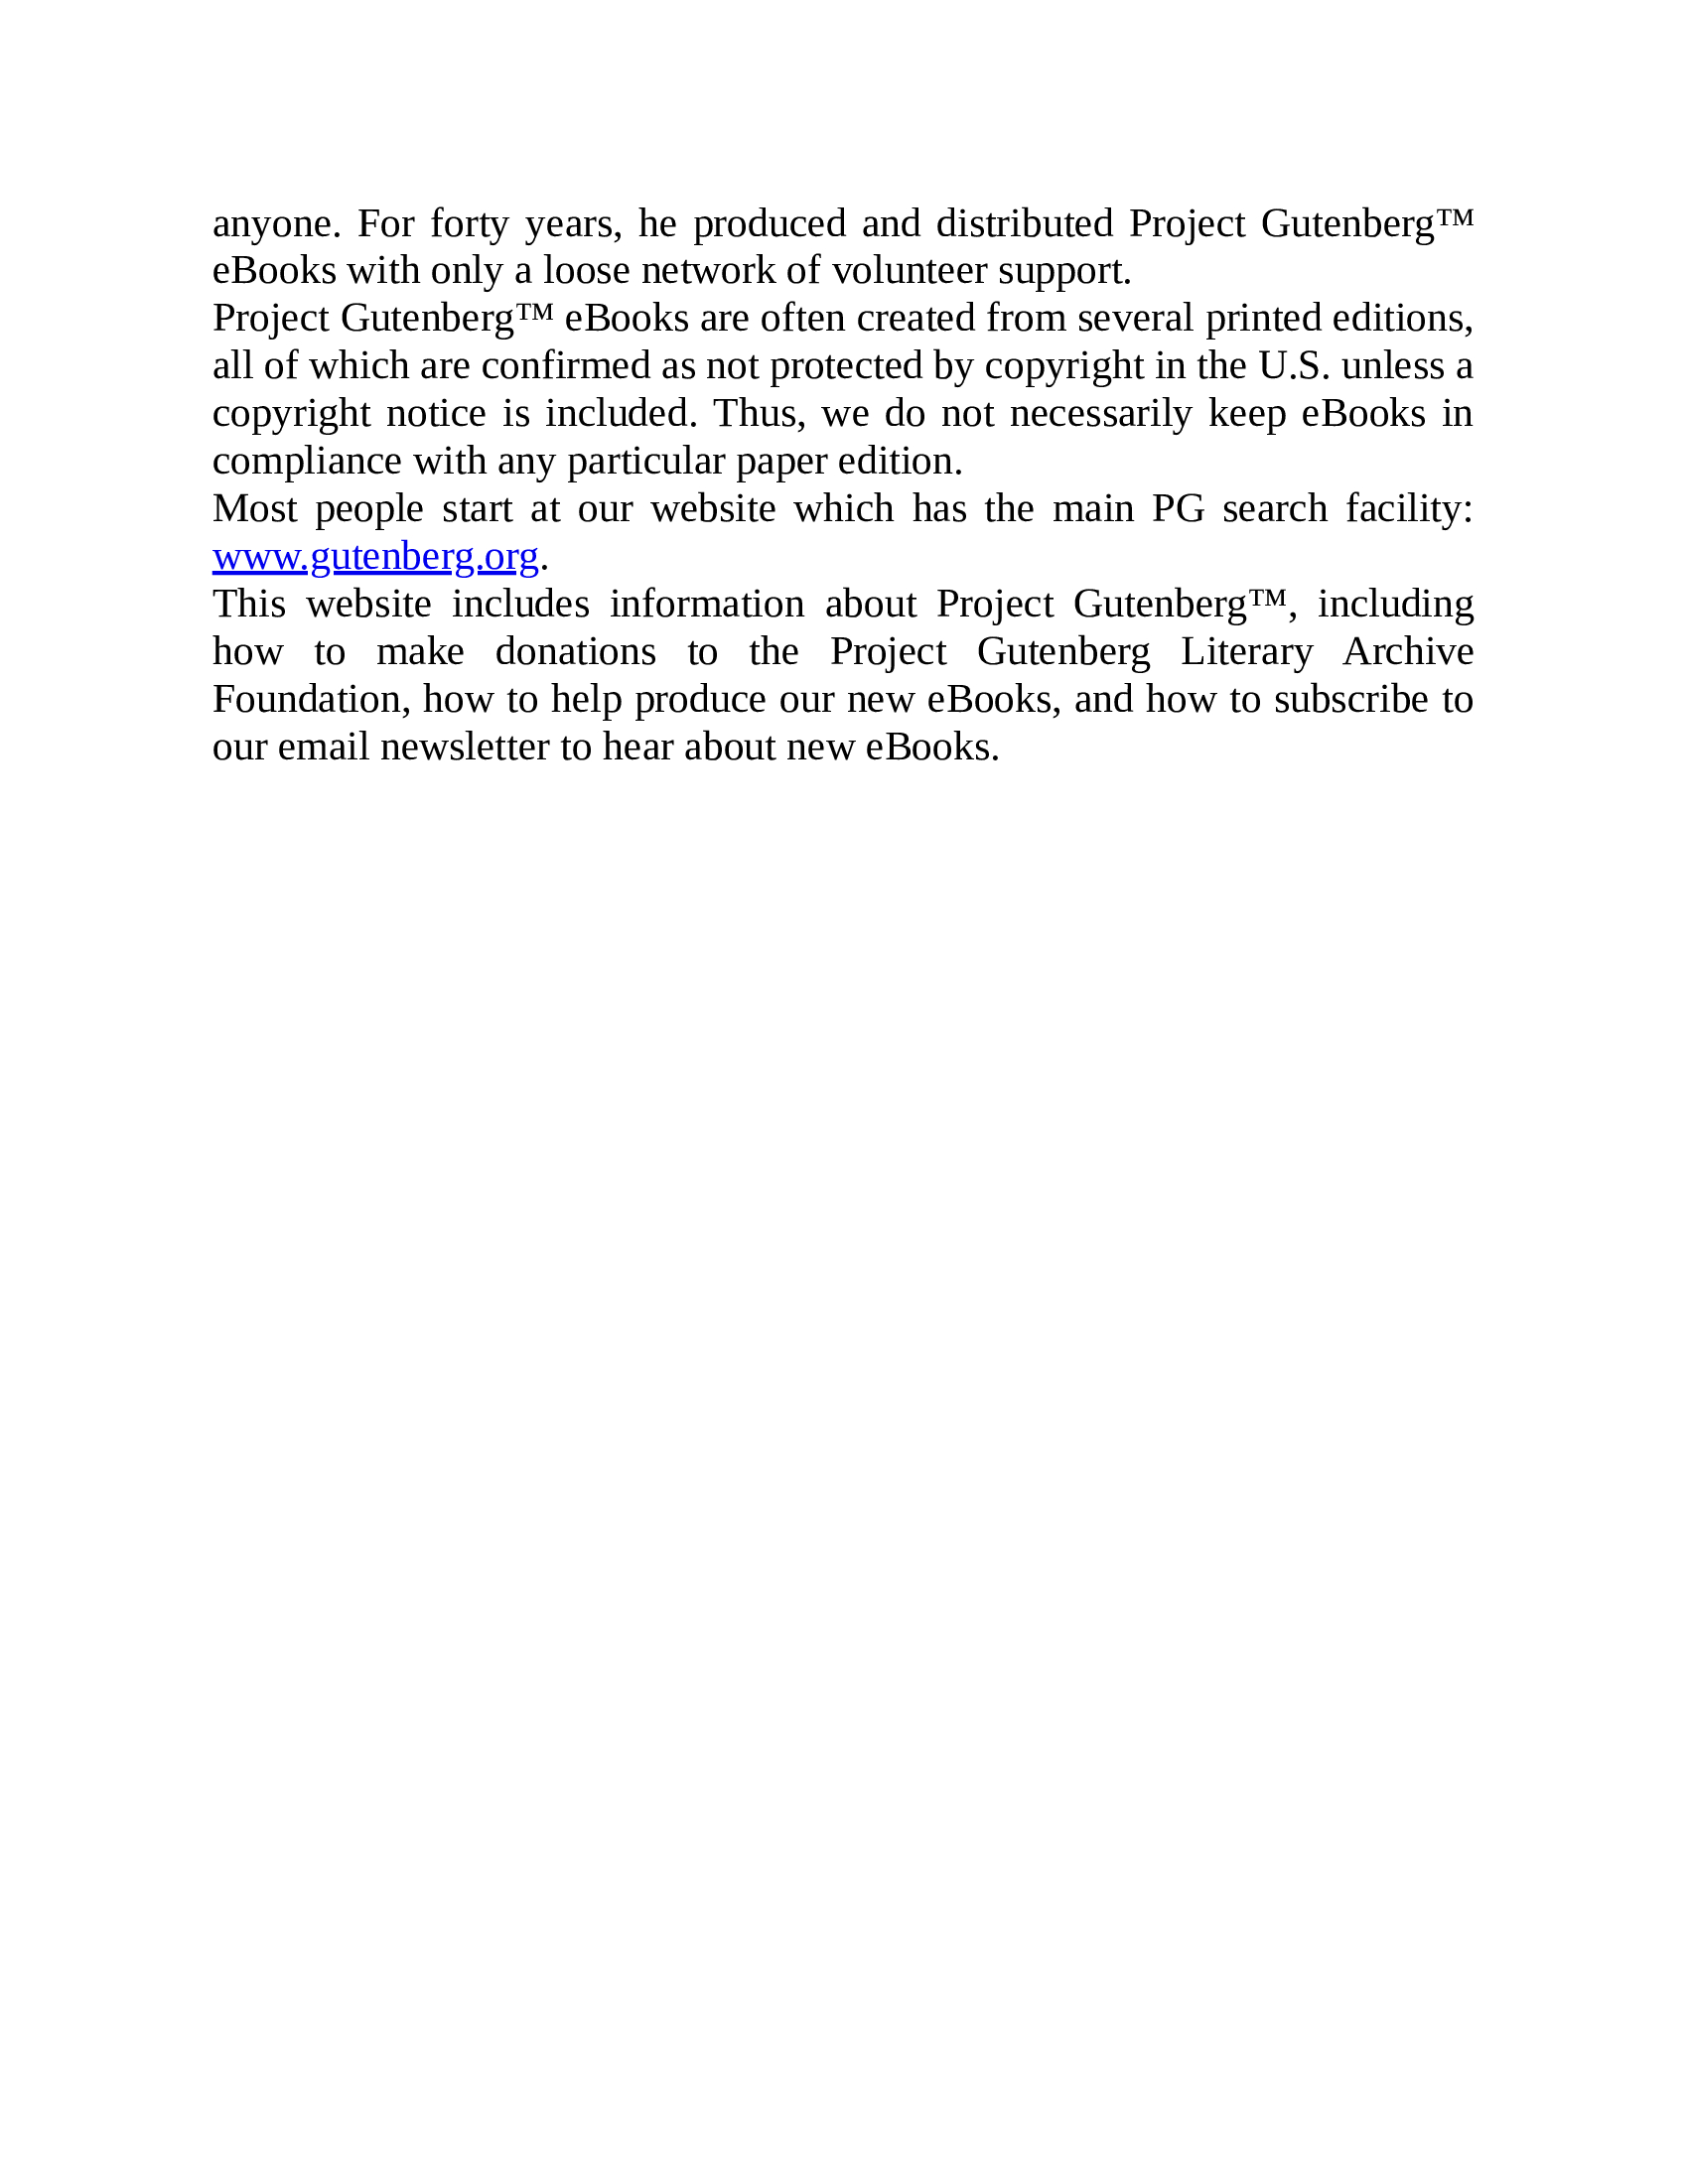 anyone. For forty years, he produced and distributed Project Gutenberg™
eBooks with only a loose network of volunteer support.
Project Gutenberg™ eBooks are often created from several printed editions,
all of which are confirmed as not protected by copyright in the U.S. unless a
copyright notice is included. Thus, we do not necessarily keep eBooks in
compliance with any particular paper edition.
Most people start at our website which has the main PG search facility:
www.gutenberg.org.
This website includes information about Project Gutenberg™, including
how to make donations to the Project Gutenberg Literary Archive
Foundation, how to help produce our new eBooks, and how to subscribe to
our email newsletter to hear about new eBooks.